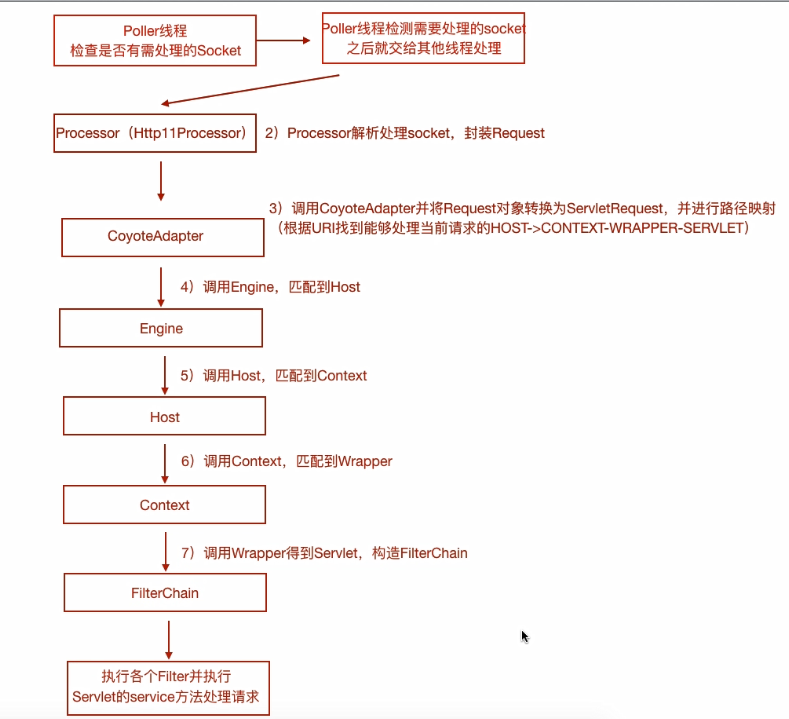 Poller线程
检查是否有需处理的Socket
Poller线程检测需要处理的socket
之后就交给其他线程处理
Processor（Http11Processor）
2）Processor解析处理socket，封装Request
3）调用CoyoteAdapter并将Request对象转换为ServletRequest，并进行路径映射
（根据URI找到能够处理当前请求的HOST->CONTEXT-WRAPPER-SERVLET）
CoyoteAdapter
4）调用Engine，匹配到Host
Engine
5）调用Host，匹配到Context
Host
6）调用Context，匹配到Wrapper
Context
7）调用Wrapper得到Servlet，构造FilterChain
FilterChain
执行各个Filter并执行
Servlet的service方法处理请求